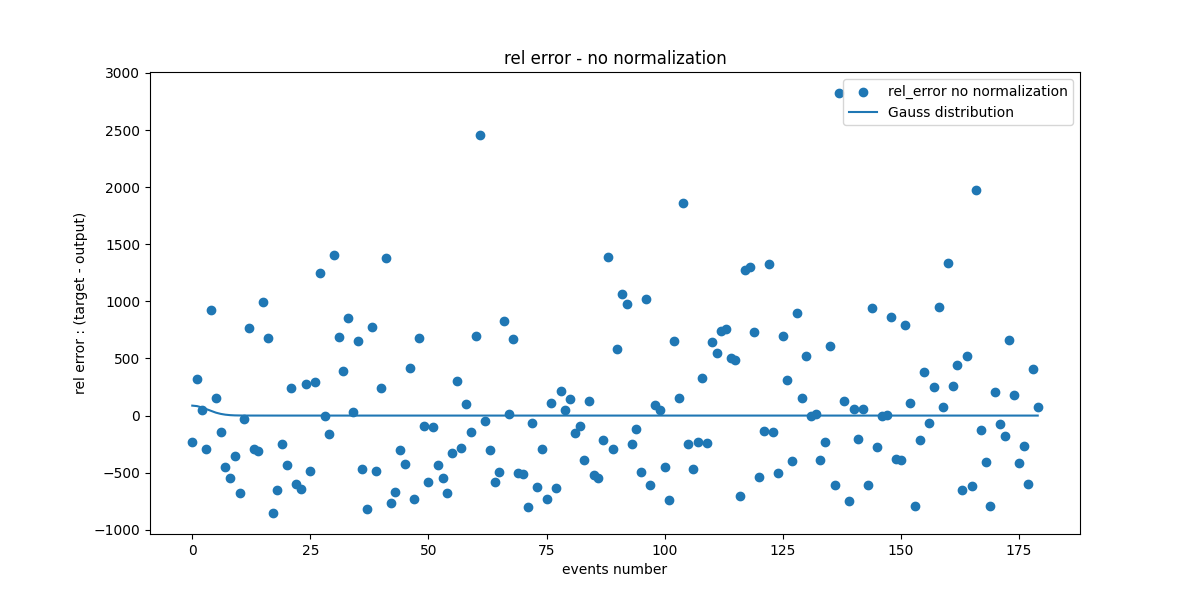 rel error - no normalization
rel_error no normalization
Gauss distribution
3000
2500
2000
1500
1000
500
0
−500
−1000
rel error : (target - output)
0 25 50 75 100 125 150 175
events number